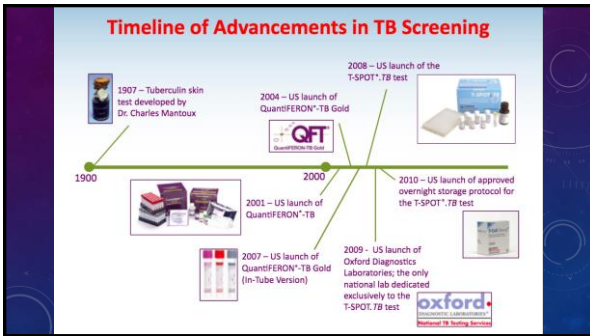 Timeline of Advancements in TB Screening
1907 – Tuberculin skin
test developed by
Dr. Charles Mantoux
2004 – US launch of
QuantiFERON®-TB Gold
2008 – US launch of the
T-SPOT®.TB test
QFT
QuantiFERON-TB Gold
1900
2000
2001 - US launch of
QuantiFERON®-TB
2010 – US launch of approved
overnight storage protocol for
the T-SPOT®.TB test
2007 – US launch of
QuantiFERON®-TB Gold
(In-Tube Version)
2009 - US launch of
Oxford Diagnostics
Laboratories; the only
national lab dedicated
exclusively to the
T-SPOT.TB test
oxford
DIAGNOSTIC LABORATORIES®
National TB Testing Services